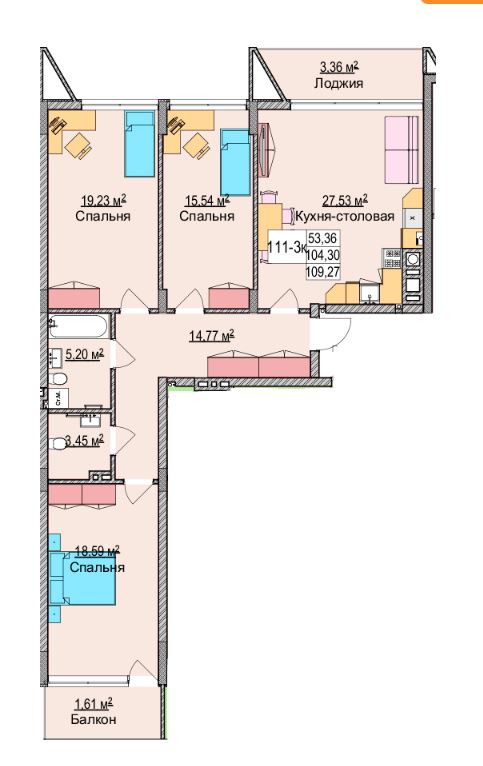 3,36 м²
Лоджия
19,23 м²
Спальня
15,54 м²
Спальня
27,53 м²
Кухня-столовая
111-3к
53,36
104,30
109,27
14,77 м²
5,20 м²
Ст.М.
3,45 м²
18,59 м²
Спальня
1,61 м²
Балкон